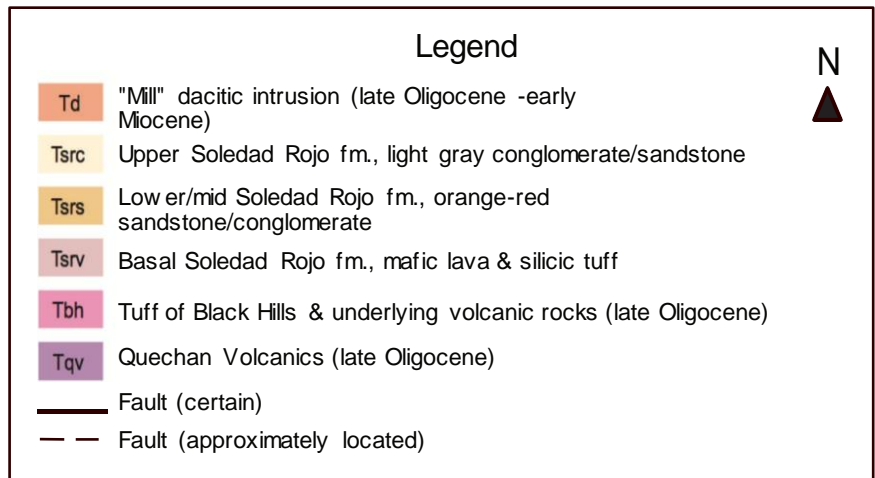 Legend
N
Td "Mill" dacitic intrusion (late Oligocene -early
Miocene)
Tsrc Upper Soledad Rojo fm., light gray conglomerate/sandstone
Tsrs Low er/mid Soledad Rojo fm., orange-red
sandstone/conglomerate
Tsrv Basal Soledad Rojo fm., mafic lava & silicic tuff
Tbh Tuff of Black Hills & underlying volcanic rocks (late Oligocene)
Tqv Quechan Volcanics (late Oligocene)
Fault (certain)
Fault (approximately located)